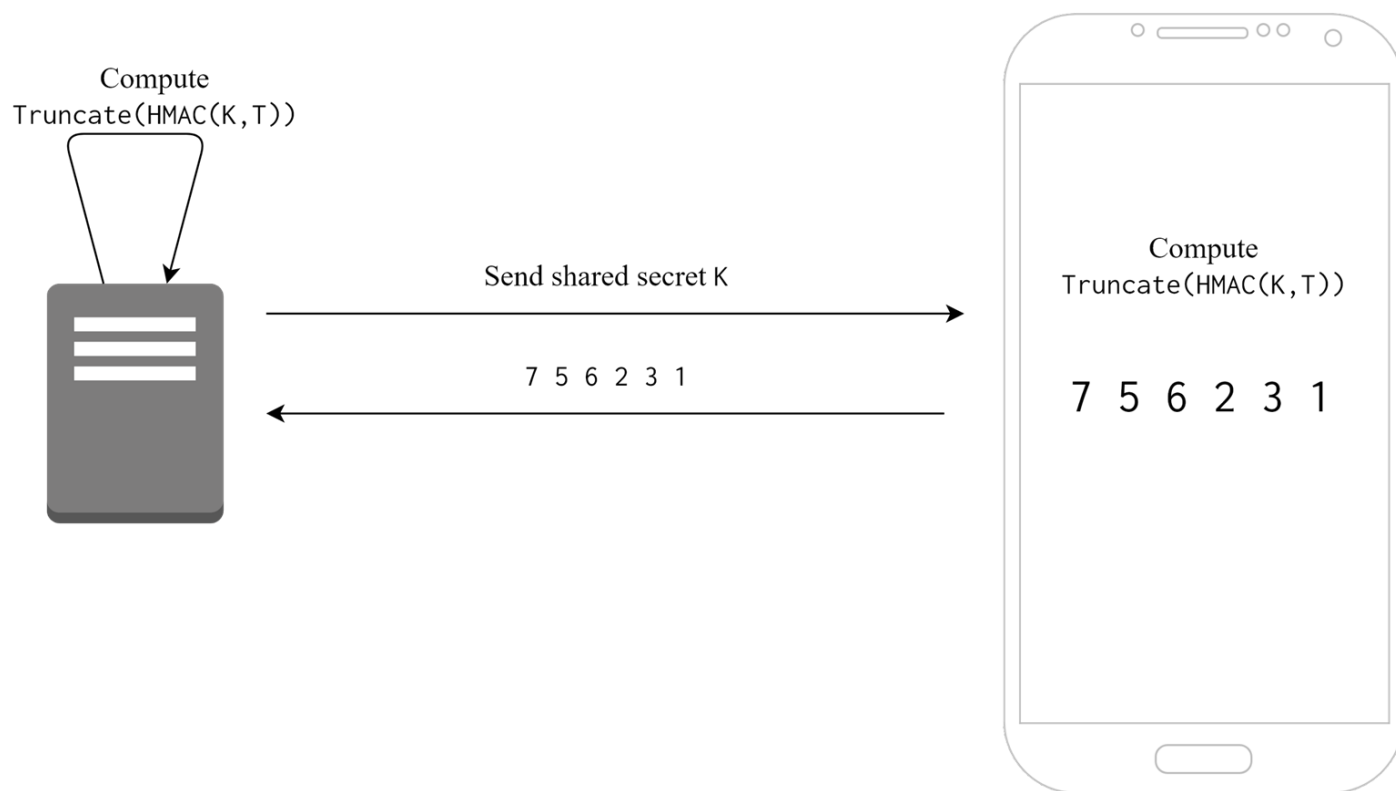 Compute
Truncate(HMAC(K,T))
Send shared secret K
7 5 6 2 3 1
Compute
Truncate(HMAC(K,T))
7 5 6 2 3 1